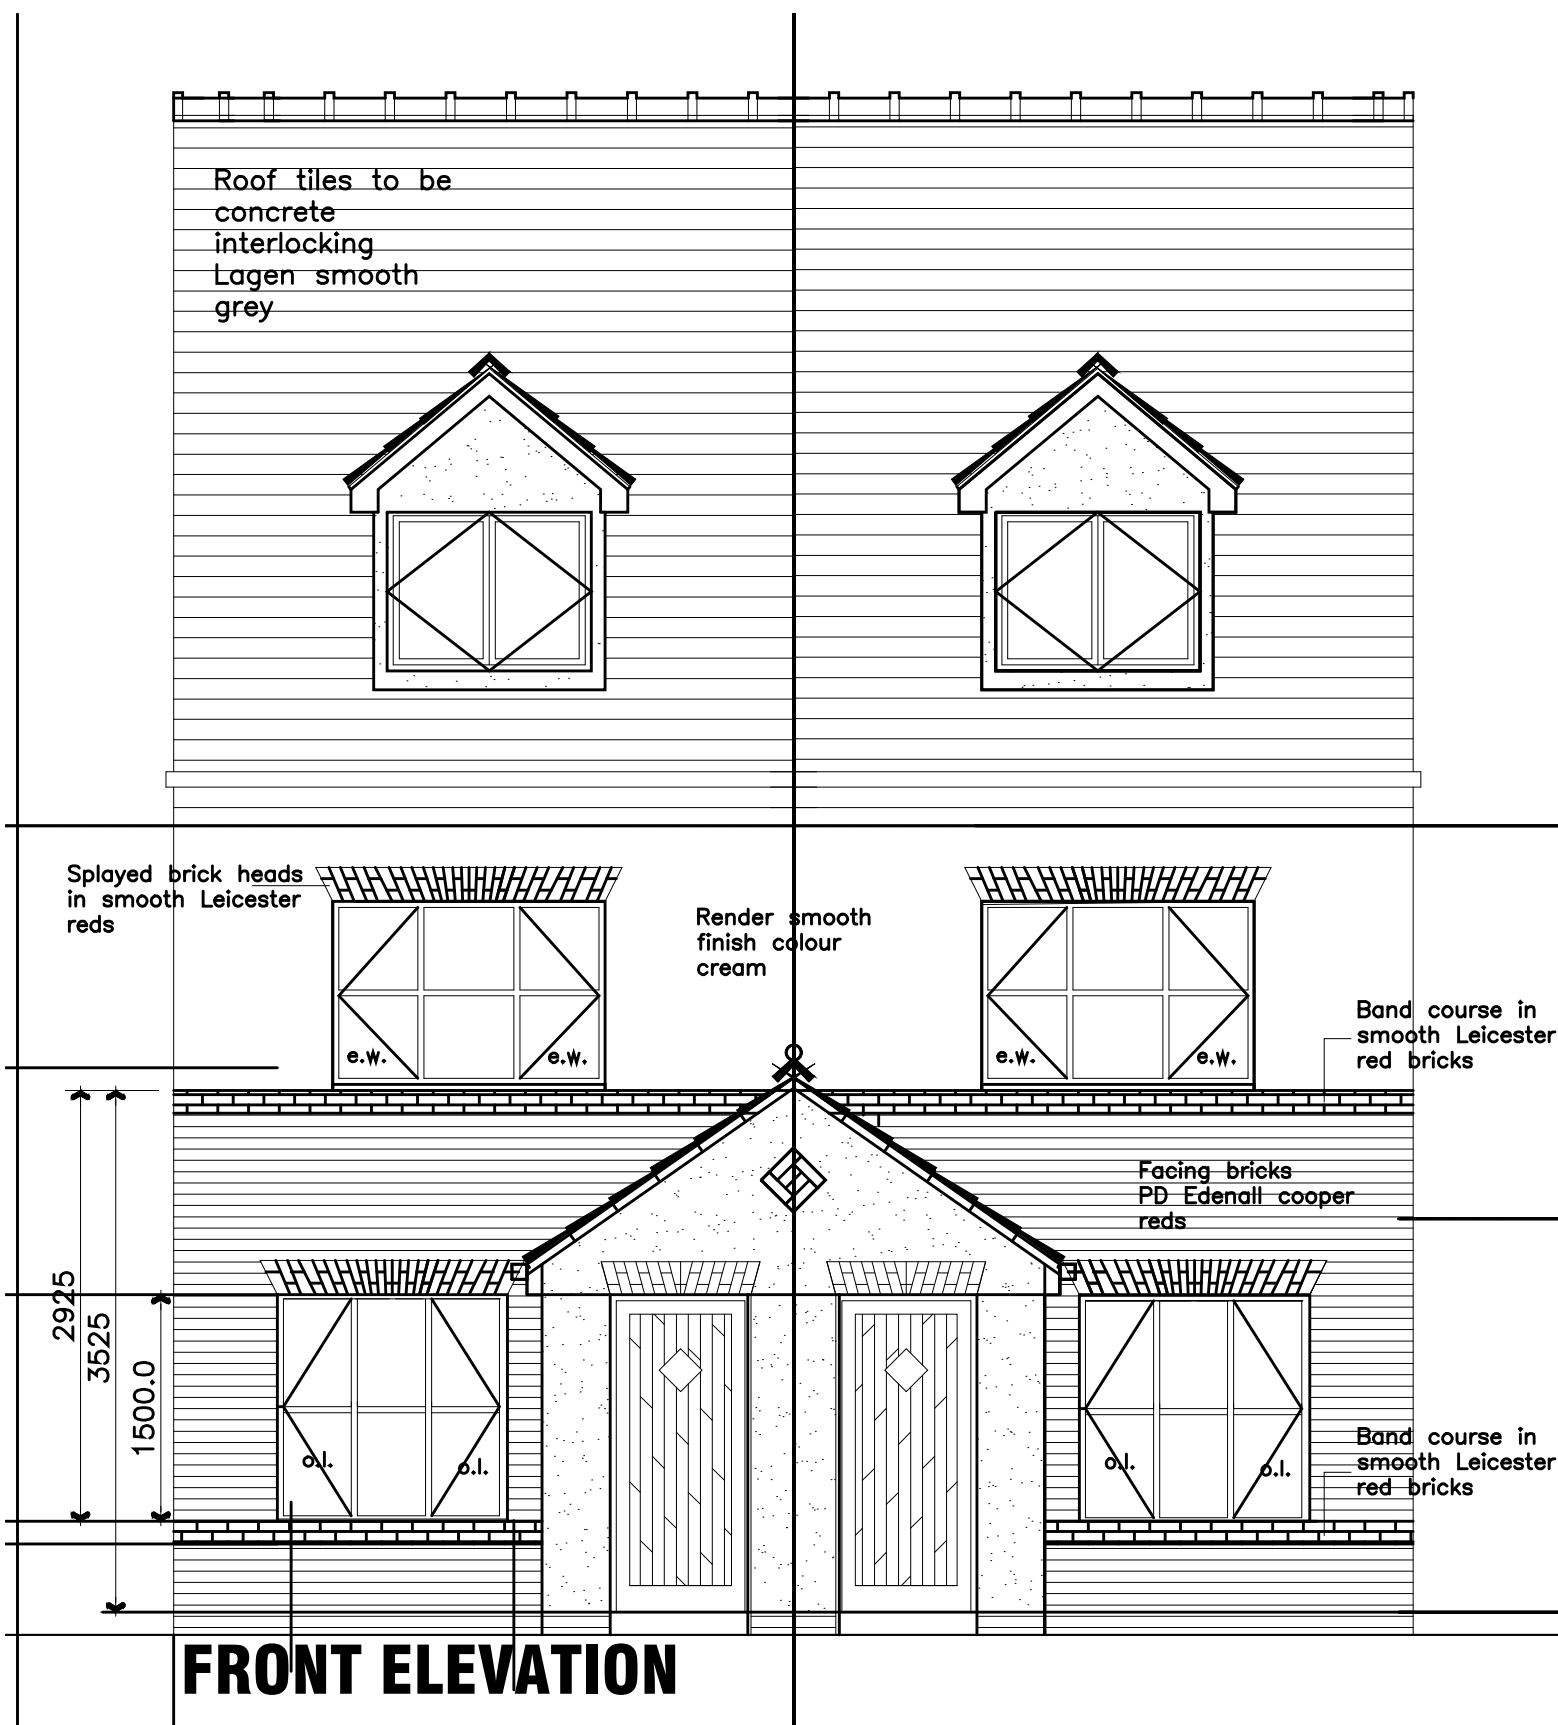 Roof tiles to be
concrete
interlocking
Lagen smooth
grey
Splayed brick heads
in smooth Leicester
reds
Render smooth
finish colour
cream
e.w.
e.w.
e.w.
e.w.
Band course in
smooth Leicester
red bricks
Facing bricks
PD Edenall cooper
reds
2925
3525
1500.0
o.l.
o.l.
o.l.
o.l.
Band course in
smooth Leicester
red bricks
FRONT ELEVATION